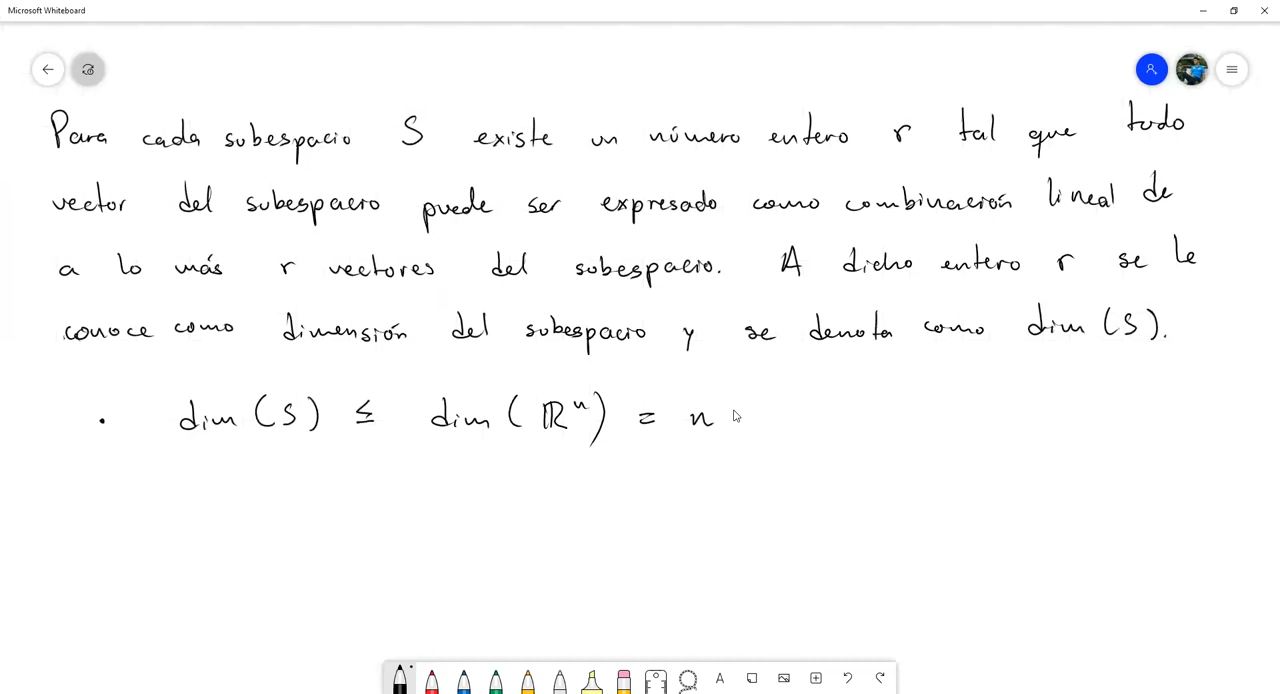 Microsoft Whiteboard
Para cada subespacio S existe un número entero r tal que todo
vector del subespacio puede ser expresado como combinación lineal de
a lo más r vectores del subespacio. A dicho entero r se le
conoce como dimensión del subespacio y se denota como dim (S).
• dim (S) ≤ dim (ℝⁿ) = n
A